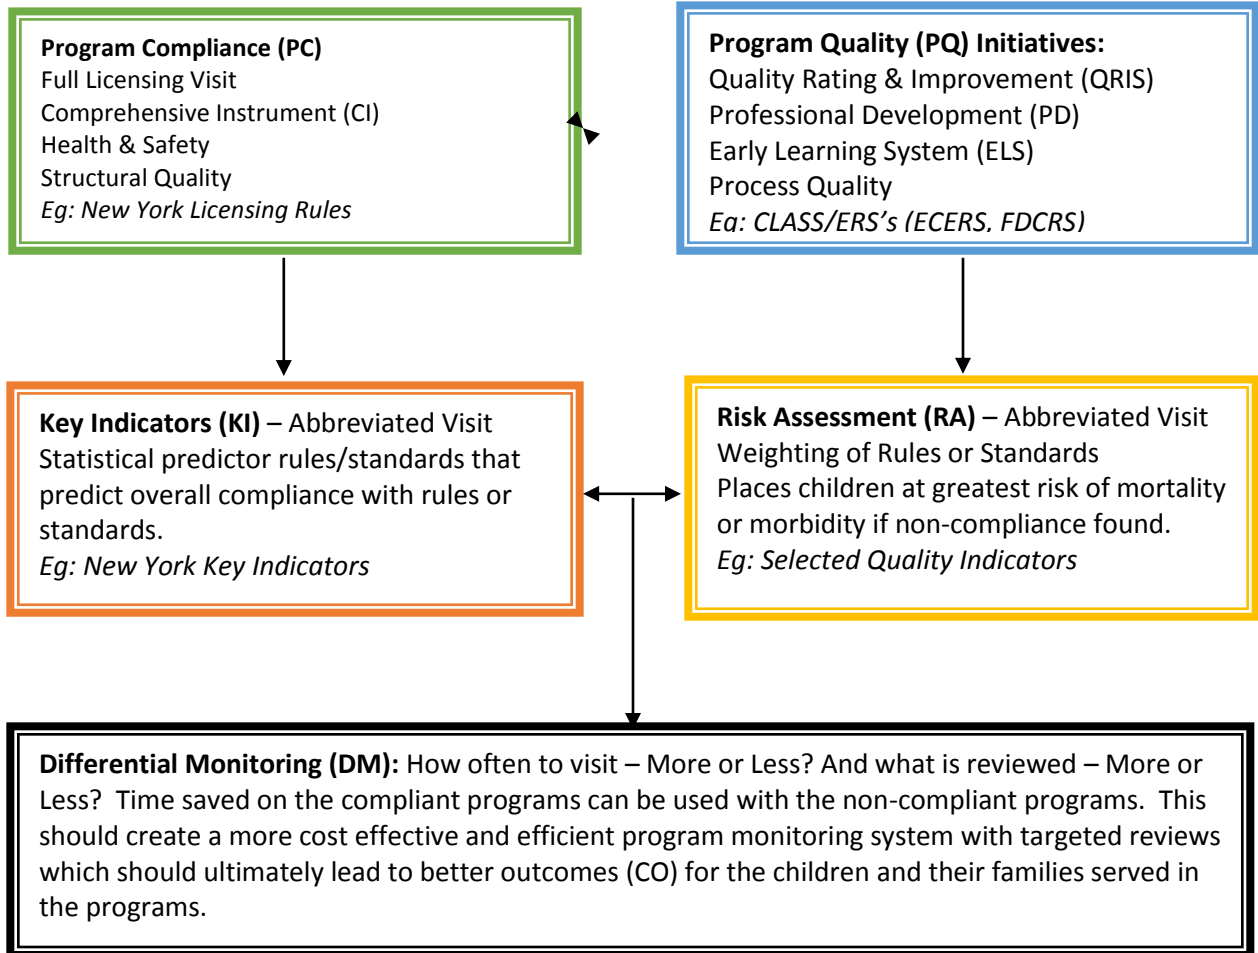 Program Compliance (PC)
Full Licensing Visit
Comprehensive Instrument (CI)
Health & Safety
Structural Quality
Eg: New York Licensing Rules
Program Quality (PQ) Initiatives:
Quality Rating & Improvement (QRIS)
Professional Development (PD)
Early Learning System (ELS)
Process Quality
Eg: CLASS/ERS’s (ECERS, FDCRS)
Key Indicators (KI) – Abbreviated Visit
Statistical predictor rules/standards that
predict overall compliance with rules or
standards.
Eg: New York Key Indicators
Risk Assessment (RA) – Abbreviated Visit
Weighting of Rules or Standards
Places children at greatest risk of mortality
or morbidity if non-compliance found.
Eg: Selected Quality Indicators
Differential Monitoring (DM): How often to visit – More or Less? And what is reviewed – More or
Less?  Time saved on the compliant programs can be used with the non-compliant programs.  This
should create a more cost effective and efficient program monitoring system with targeted reviews
which should ultimately lead to better outcomes (CO) for the children and their families served in
the programs.